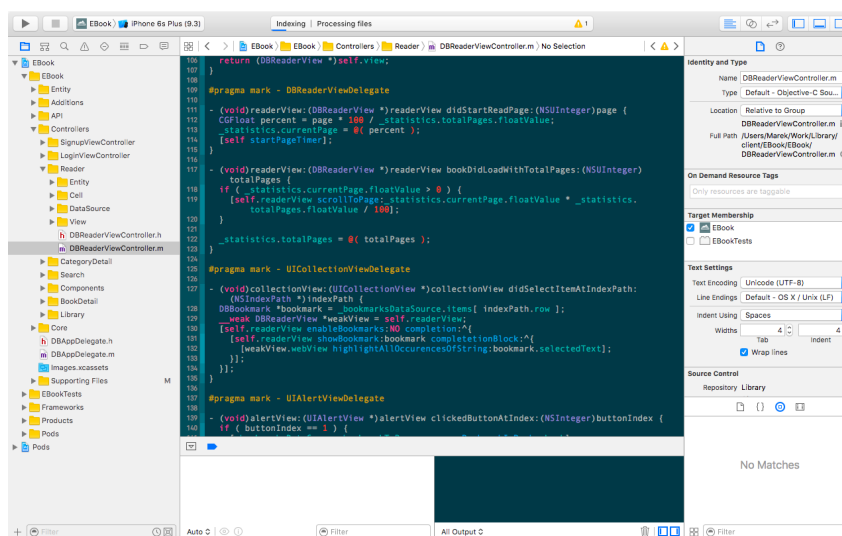 EBook
iPhone 6s Plus (9.3)
Indexing | Processing files
1
EBook
EBook
Controllers
Reader
DBReaderViewController.m
No Selection
EBook
EBook
Entity
Additions
API
Controllers
SignupViewController
LoginViewController
Reader
Entity
Cell
DataSource
View
DBReaderViewController.h
DBReaderViewController.m
CategoryDetail
Search
Components
BookDetail
Library
Core
DBAppDelegate.h
DBAppDelegate.m
Images.xcassets
Supporting Files M
EBookTests
Frameworks
Products
Pods
Pods
Filter
106 return (DBReaderView *)self.view;
107 }
108
109 #pragma mark - DBReaderViewDelegate
110
111 - (void)readerView:(DBReaderView *)readerView didStartReadPage:(NSUInteger)page {
112 CGFloat percent = page * 100 / _statistics.totalPages.floatValue;
113 _statistics.currentPage = @( percent );
114 [self startPageTimer];
115 }
116
117 - (void)readerView:(DBReaderView *)readerView bookDidLoadWithTotalPages:(NSUInteger)
totalPages {
118 if ( _statistics.currentPage.floatValue > 0 ) {
119 [self.readerView scrollToPage:_statistics.currentPage.floatValue * _statistics.
totalPages.floatValue / 100];
120 }
121
122 _statistics.totalPages = @( totalPages );
123 }
124
125 #pragma mark - UICollectionViewDelegate
126
127 - (void)collectionView:(UICollectionView *)collectionView didSelectItemAtIndexPath:
(NSIndexPath *)indexPath {
128 DBBookmark *bookmark = _bookmarksDataSource.items[ indexPath.row ];
129 __weak DBReaderView *weakView = self.readerView;
130 [self.readerView enableBookmarks:NO completion:^{
131 [self.readerView showBookmark:bookmark completetionBlock:^{
132 [weakView.webView highlightAllOccurencesOfString:bookmark.selectedText];
133 }];
134 }];
135 }
136
137 #pragma mark - UIAlertViewDelegate
138
139 - (void)alertView:(UIAlertView *)alertView clickedButtonAtIndex:(NSInteger)buttonIndex {
140 if ( buttonIndex == 1 ) {
Auto
Filter
All Output
Identity and Type
Name DBReaderViewController.m
Type Default - Objective-C Sou...
Location Relative to Group
DBReaderViewController.m
Full Path /Users/Marek/Work/Library/
client/EBook/EBook/
DBReaderViewController.m
On Demand Resource Tags
Only resources are taggable
Target Membership
EBook
EBookTests
Text Settings
Text Encoding Unicode (UTF-8)
Line Endings Default - OS X / Unix (LF)
Indent Using Spaces
Widths 4 4
Tab Indent
Wrap lines
Source Control
Repository Library
{ }
No Matches
Filter